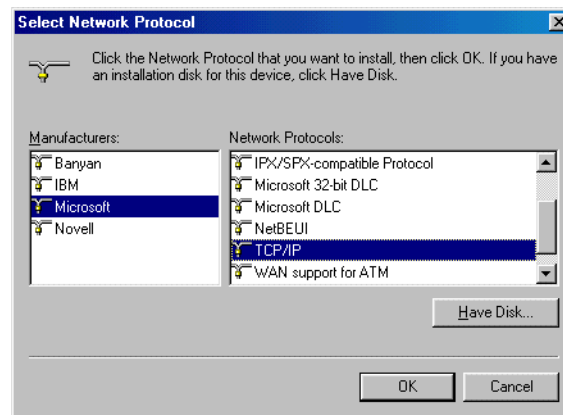 Select Network Protocol
Click the Network Protocol that you want to install, then click OK. If you have
an installation disk for this device, click Have Disk.
Manufacturers:
Banyan
IBM
Microsoft
Novell
Network Protocols:
IPX/SPX-compatible Protocol
Microsoft 32-bit DLC
Microsoft DLC
NetBEUI
TCP/IP
WAN support for ATM
Have Disk...
OK
Cancel